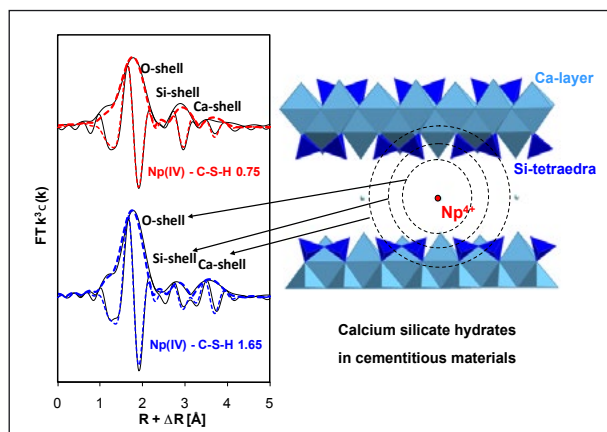 O-shell
Si-shell
Ca-shell
Np(IV) - C-S-H 0.75
O-shell
Si-shell
Ca-shell
Np(IV) - C-S-H 1.65
FT k³c(k)
0 1 2 3 4 5
R + ΔR [Å]
Ca-layer
Si-tetraedra
Np⁴⁺
Calcium silicate hydrates
in cementitious materials